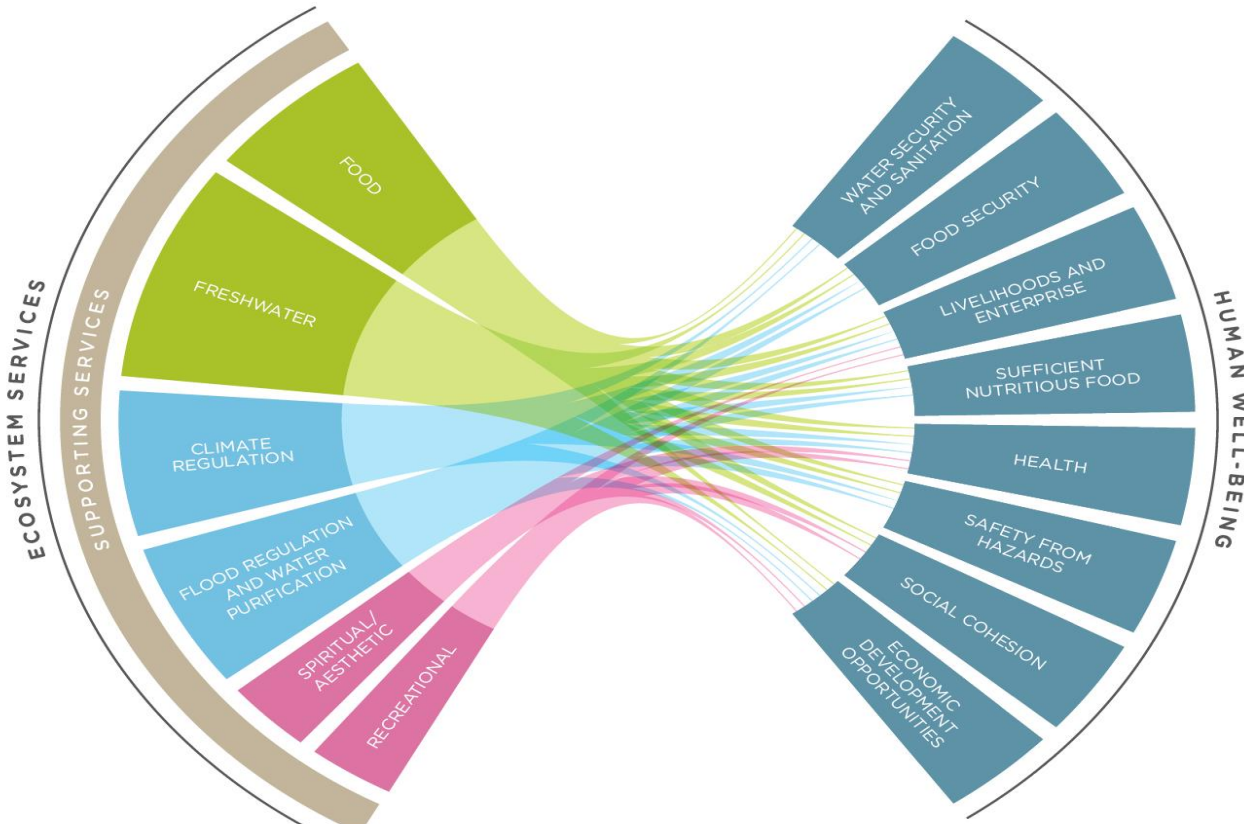 ECOSYSTEM SERVICES
SUPPORTING SERVICES
FOOD
FRESHWATER
CLIMATE
REGULATION
FLOOD REGULATION
AND WATER
PURIFICATION
SPIRITUAL/
AESTHETIC
RECREATIONAL
WATER SECURITY
AND SANITATION
FOOD SECURITY
LIVELIHOODS AND
ENTERPRISE
SUFFICIENT
NUTRITIOUS FOOD
HEALTH
SAFETY FROM
HAZARDS
SOCIAL COHESION
ECONOMIC
DEVELOPMENT
OPPORTUNITIES
HUMAN WELL-BEING